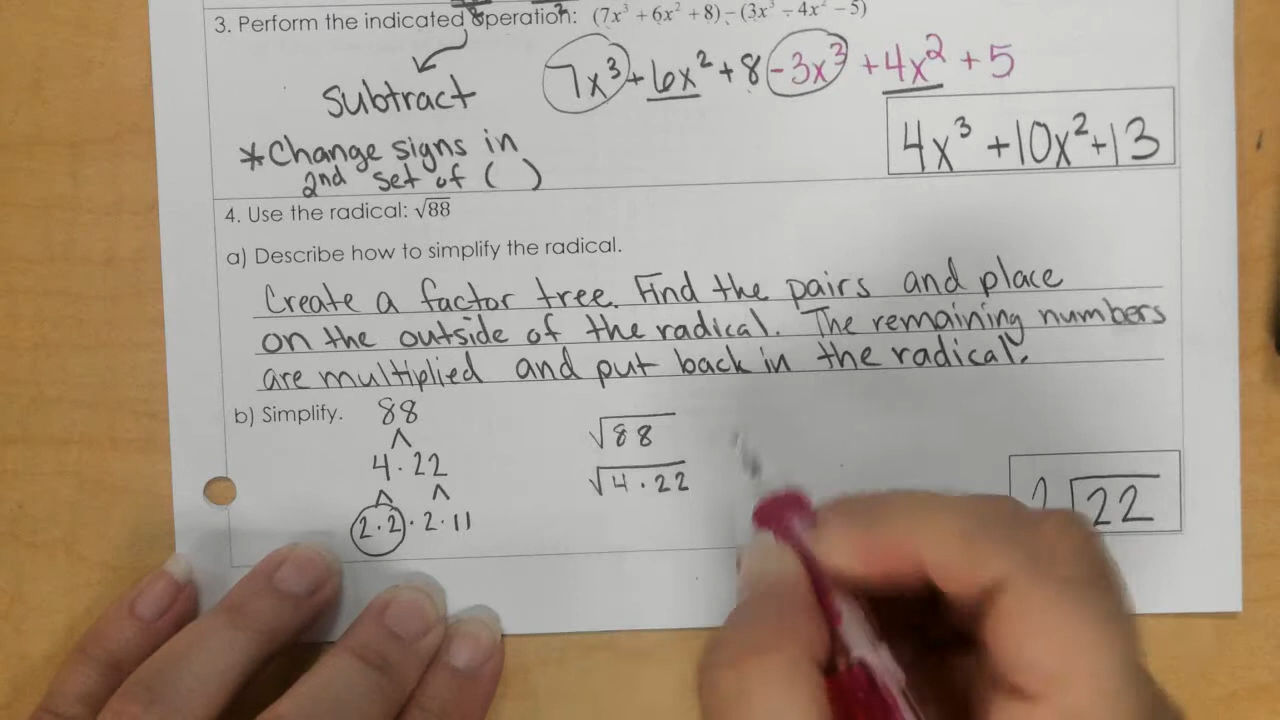 3. Perform the indicated operation: (7x³ + 6x² + 8) – (3x³ – 4x² – 5)
7x³ + 6x² + 8 - 3x³ + 4x² + 5
Subtract
4x³ + 10x² + 13
* Change signs in
2nd set of ( )
4. Use the radical: √88
a) Describe how to simplify the radical.
Create a factor tree. Find the pairs and place
on the outside of the radical. The remaining numbers
are multiplied and put back in the radical.
b) Simplify. 88
√88
4 · 22
√4 · 22
2√22
2 · 2 · 2 · 11